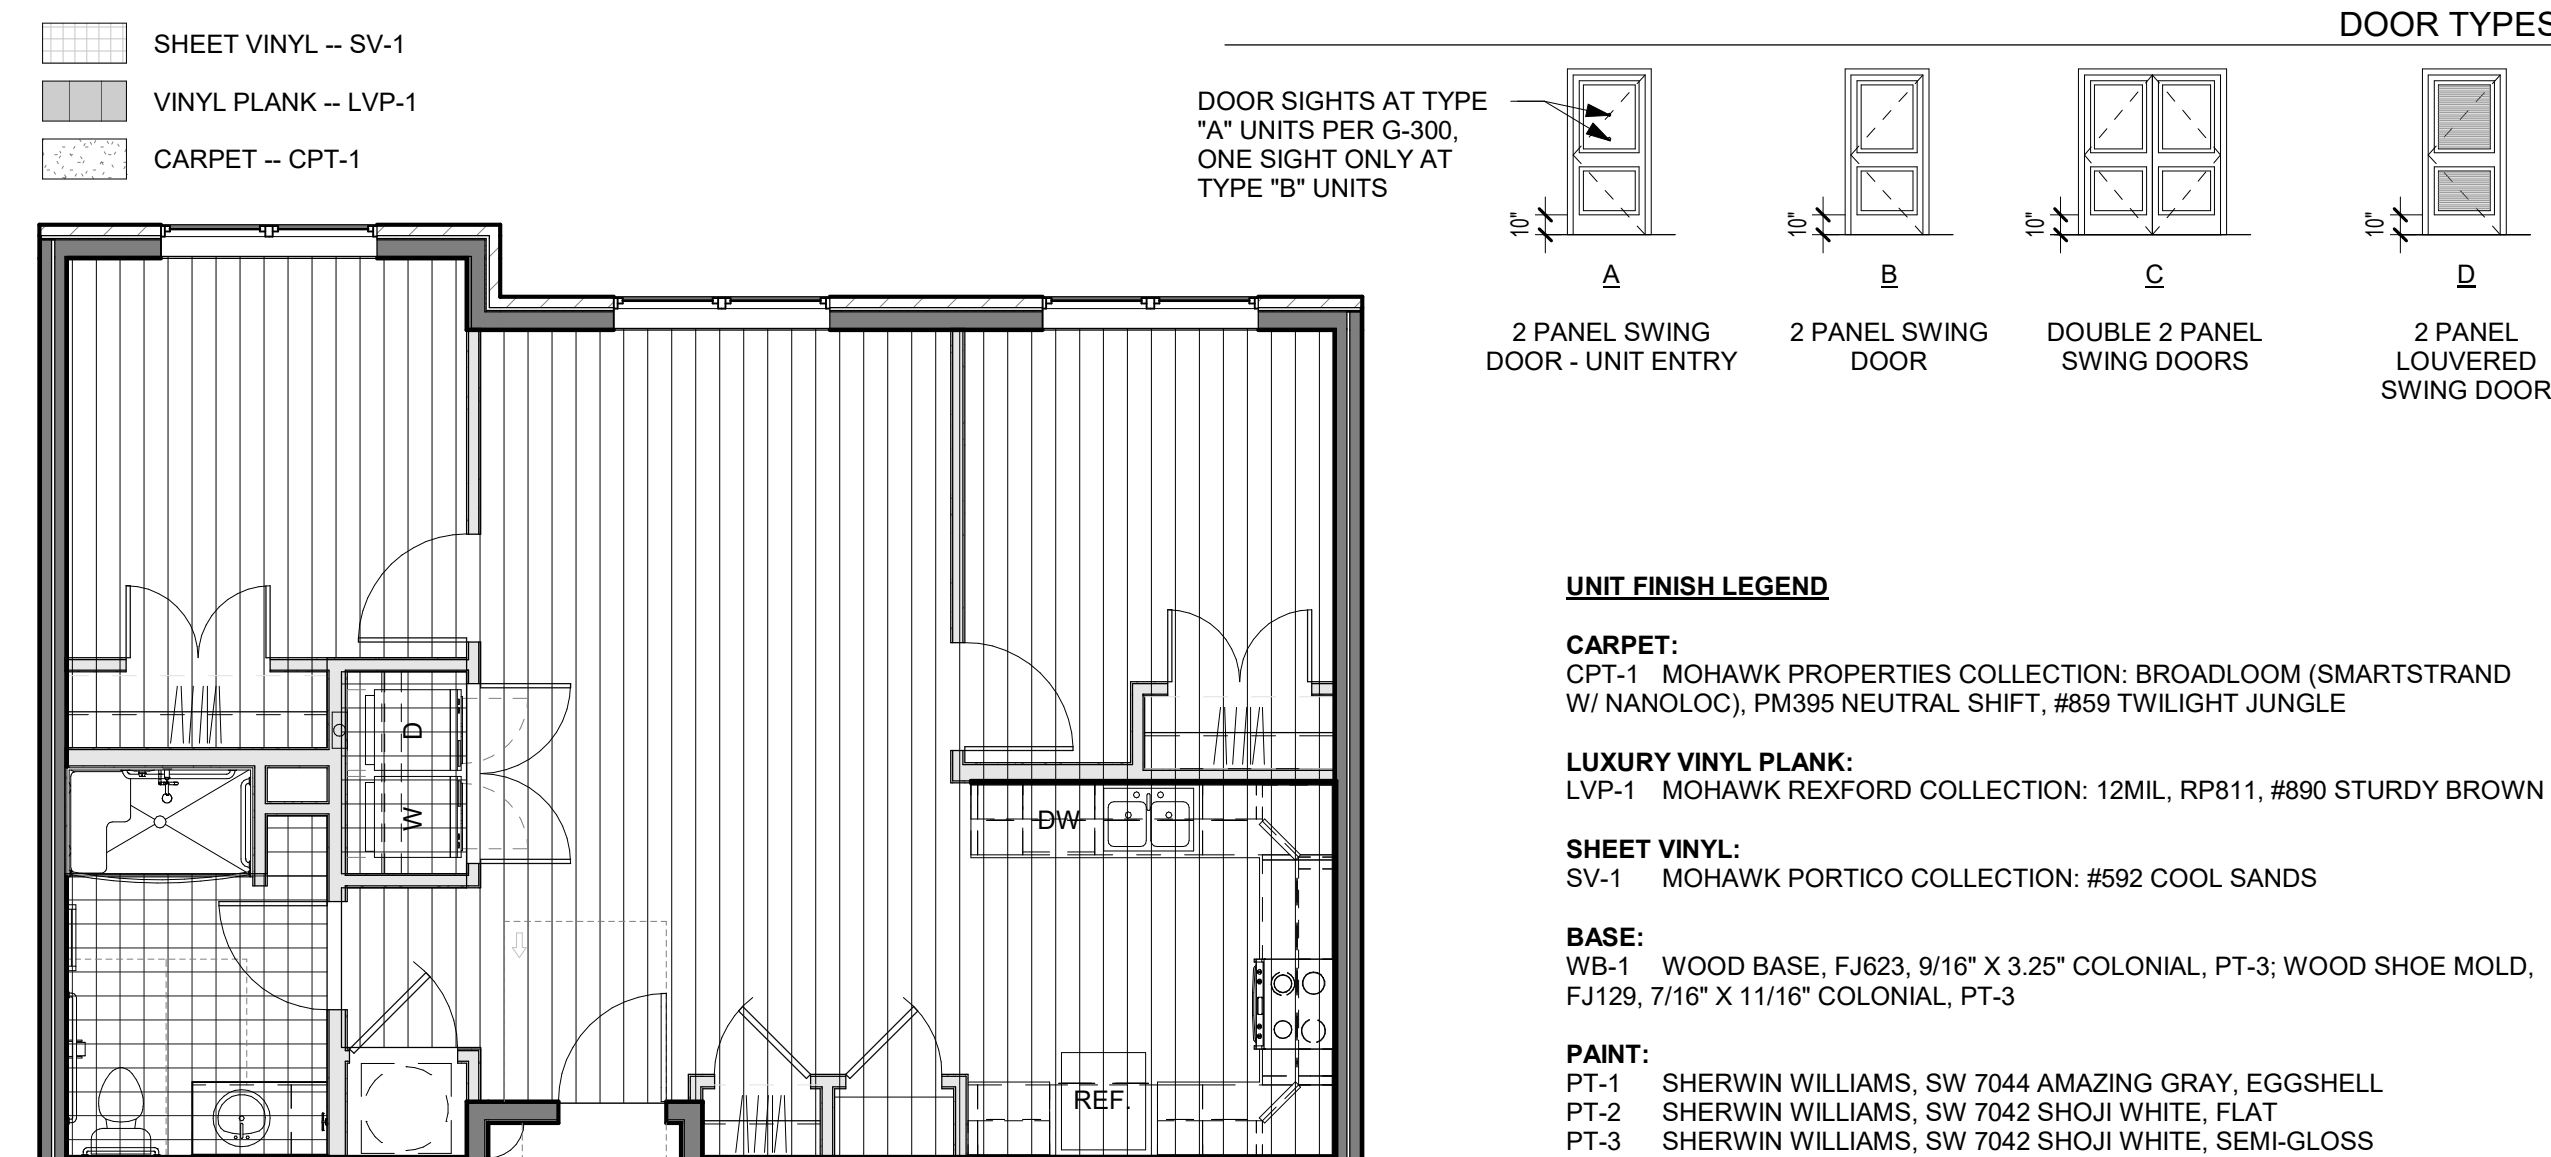 DOOR TYPES
SHEET VINYL -- SV-1
VINYL PLANK -- LVP-1
CARPET -- CPT-1
DOOR SIGHTS AT TYPE
"A" UNITS PER G-300,
ONE SIGHT ONLY AT
TYPE "B" UNITS
10"
10"
10"
10"
A
B
C
D
2 PANEL SWING
DOOR - UNIT ENTRY
2 PANEL SWING
DOOR
DOUBLE 2 PANEL
SWING DOORS
2 PANEL
LOUVERED
SWING DOOR
D
W
DW
REF.
UNIT FINISH LEGEND
CARPET:
CPT-1 MOHAWK PROPERTIES COLLECTION: BROADLOOM (SMARTSTRAND
W/ NANOLOC), PM395 NEUTRAL SHIFT, #859 TWILIGHT JUNGLE
LUXURY VINYL PLANK:
LVP-1 MOHAWK REXFORD COLLECTION: 12MIL, RP811, #890 STURDY BROWN
SHEET VINYL:
SV-1 MOHAWK PORTICO COLLECTION: #592 COOL SANDS
BASE:
WB-1 WOOD BASE, FJ623, 9/16" X 3.25" COLONIAL, PT-3; WOOD SHOE MOLD,
FJ129, 7/16" X 11/16" COLONIAL, PT-3
PAINT:
PT-1 SHERWIN WILLIAMS, SW 7044 AMAZING GRAY, EGGSHELL
PT-2 SHERWIN WILLIAMS, SW 7042 SHOJI WHITE, FLAT
PT-3 SHERWIN WILLIAMS, SW 7042 SHOJI WHITE, SEMI-GLOSS